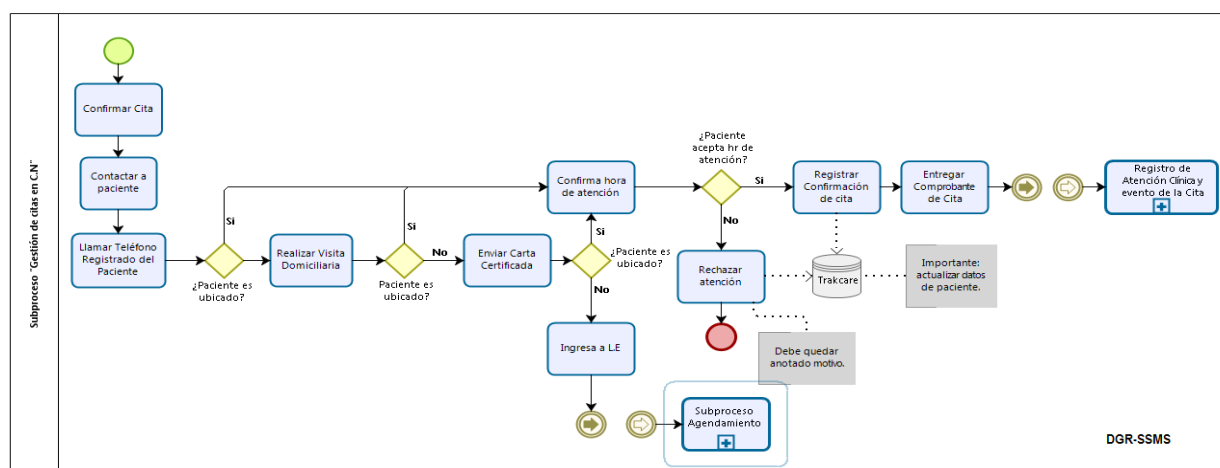 Subproceso "Gestión de citas en C.N"
Confirmar Cita
Contactar a
paciente
Llamar Teléfono
Registrado del
Paciente
¿Paciente es
ubicado?
Si
Realizar Visita
Domiciliaria
Paciente es
ubicado?
Si
No
Enviar Carta
Certificada
¿Paciente es
ubicado?
Si
No
Confirma hora
de atención
Ingresa a L.E
¿Paciente
acepta hr de
atención?
Si
No
Rechazar
atención
Registrar
Confirmación
de cita
Entregar
Comprobante
de Cita
Registro de
Atención Clínica y
evento de la Cita
Trakcare
Importante:
actualizar datos
de paciente.
Debe quedar
anotado motivo.
Subproceso
Agendamiento
DGR-SSMS